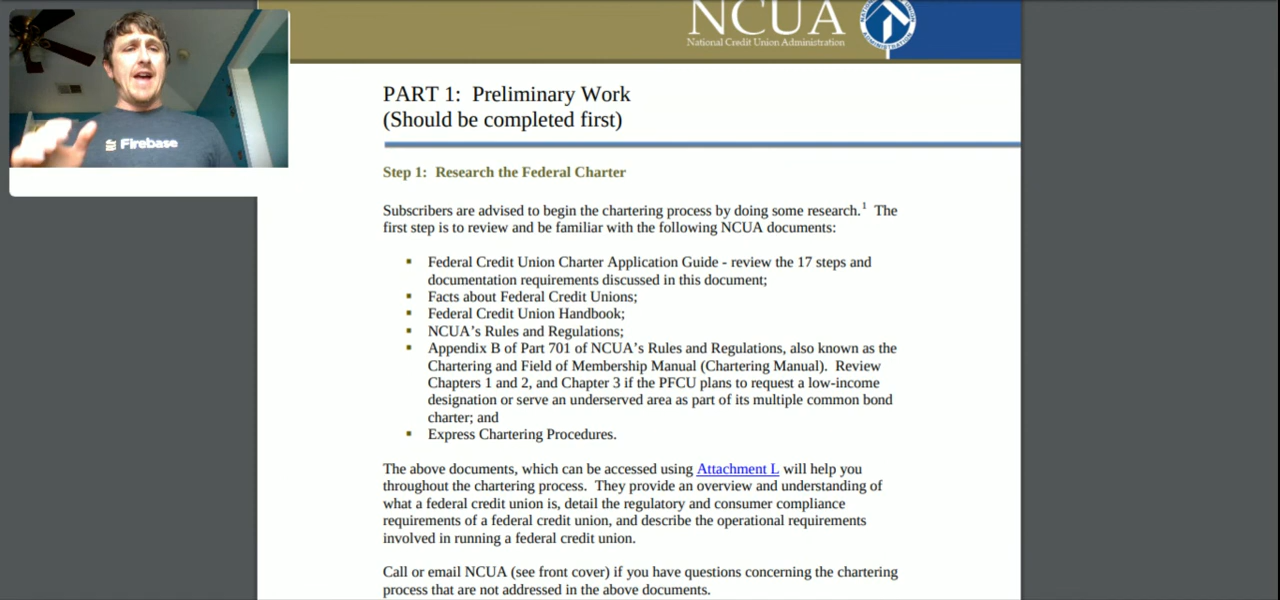 NCUA
National Credit Union Administration
PART 1: Preliminary Work
(Should be completed first)
Firebase
Step 1: Research the Federal Charter
Subscribers are advised to begin the chartering process by doing some research.1 The
first step is to review and be familiar with the following NCUA documents:
▪ Federal Credit Union Charter Application Guide - review the 17 steps and
documentation requirements discussed in this document;
▪ Facts about Federal Credit Unions;
▪ Federal Credit Union Handbook;
▪ NCUA’s Rules and Regulations;
▪ Appendix B of Part 701 of NCUA’s Rules and Regulations, also known as the
Chartering and Field of Membership Manual (Chartering Manual). Review
Chapters 1 and 2, and Chapter 3 if the PFCU plans to request a low-income
designation or serve an underserved area as part of its multiple common bond
charter; and
▪ Express Chartering Procedures.
The above documents, which can be accessed using Attachment L will help you
throughout the chartering process. They provide an overview and understanding of
what a federal credit union is, detail the regulatory and consumer compliance
requirements of a federal credit union, and describe the operational requirements
involved in running a federal credit union.
Call or email NCUA (see front cover) if you have questions concerning the chartering
process that are not addressed in the above documents.